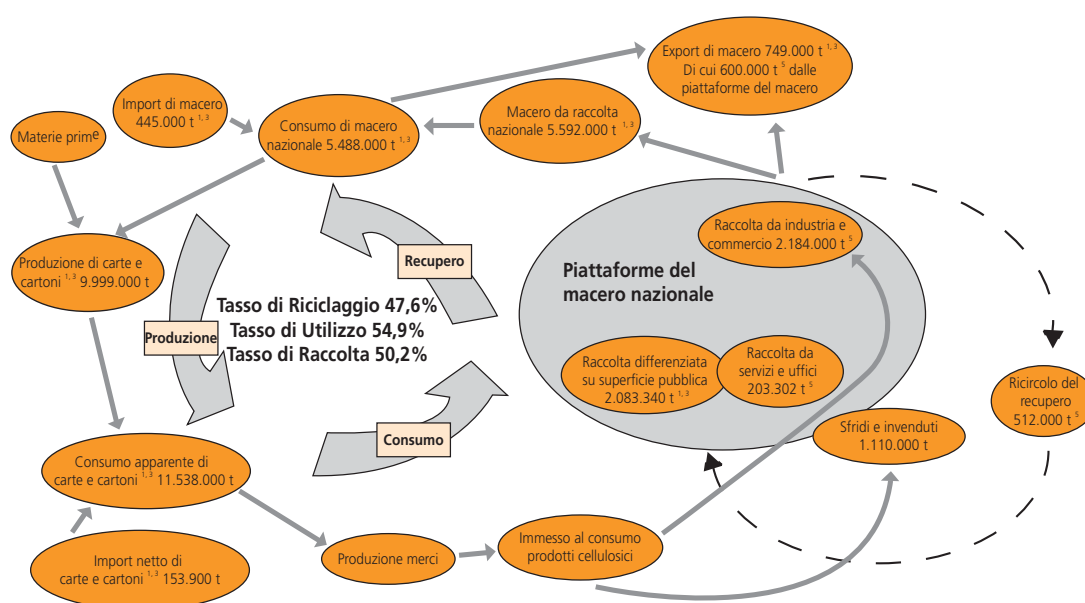 Export di macero 749.000 t 1, 3
Di cui 600.000 t 5 dalle
piattaforme del macero
Import di macero
445.000 t 1,3
Macero da raccolta
nazionale 5.592.000 t 1,3
Consumo di macero
nazionale 5.488.000 t 1,3
Materie prime
Raccolta da industria e
commercio 2.184.000 t 5
Produzione di carte e
cartoni 1, 3 9.999.000 t
Recupero
Piattaforme del
macero nazionale
Tasso di Riciclaggio 47,6%
Tasso di Utilizzo 54,9%
Tasso di Raccolta 50,2%
Produzione
Raccolta differenziata
su superficie pubblica
2.083.340 t 1,3
Raccolta da
servizi e uffici
203.302 t 5
Ricircolo del
recupero
512.000 t 5
Sfridi e invenduti
1.110.000 t
Consumo
Consumo apparente di
carte e cartoni 1,3 11.538.000 t
Immesso al consumo
prodotti cellulosici
Produzione merci
Import netto di
carte e cartoni 1,3 153.900 t